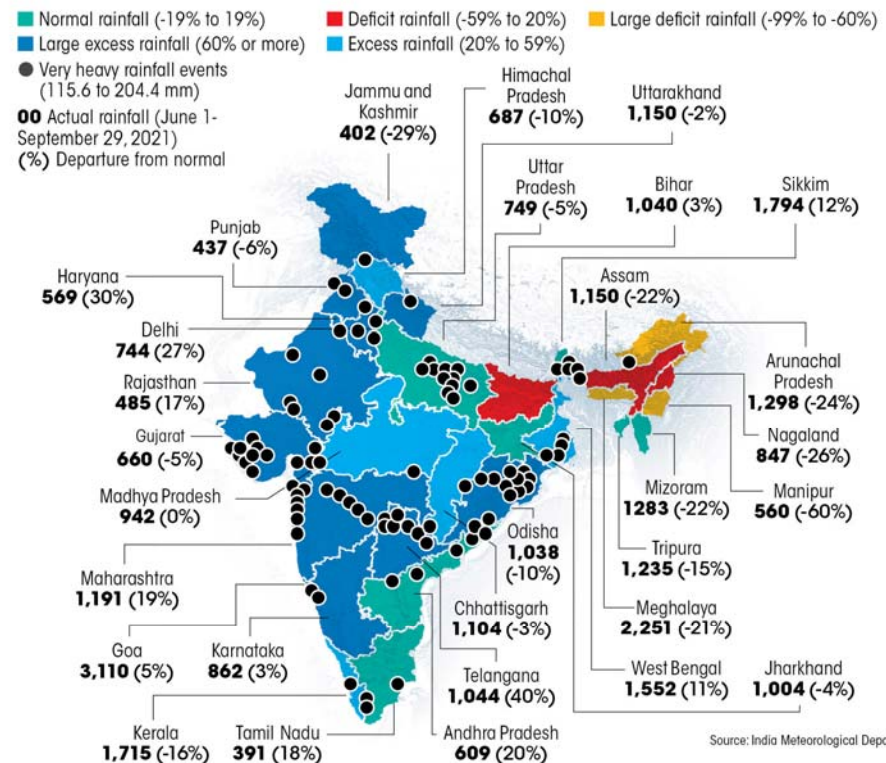 Normal rainfall (-19% to 19%)
Deficit rainfall (-59% to 20%)
Large deficit rainfall (-99% to -60%)
Large excess rainfall (60% or more)
Excess rainfall (20% to 59%)
Very heavy rainfall events
(115.6 to 204.4 mm)
00 Actual rainfall (June 1-
September 29, 2021)
(%) Departure from normal
Jammu and
Kashmir
402 (-29%)
Himachal
Pradesh
687 (-10%)
Uttarakhand
1,150 (-2%)
Uttar
Pradesh
749 (-5%)
Bihar
1,040 (3%)
Sikkim
1,794 (12%)
Punjab
437 (-6%)
Haryana
569 (30%)
Assam
1,150 (-22%)
Delhi
744 (27%)
Arunachal
Pradesh
1,298 (-24%)
Rajasthan
485 (17%)
Nagaland
847 (-26%)
Gujarat
660 (-5%)
Mizoram
1283 (-22%)
Manipur
560 (-60%)
Madhya Pradesh
942 (0%)
Odisha
1,038
(-10%)
Tripura
1,235 (-15%)
Maharashtra
1,191 (19%)
Chhattisgarh
1,104 (-3%)
Meghalaya
2,251 (-21%)
Goa
3,110 (5%)
Karnataka
862 (3%)
Telangana
1,044 (40%)
West Bengal
1,552 (11%)
Jharkhand
1,004 (-4%)
Kerala
1,715 (-16%)
Tamil Nadu
391 (18%)
Andhra Pradesh
609 (20%)
Source: India Meteorological Depa